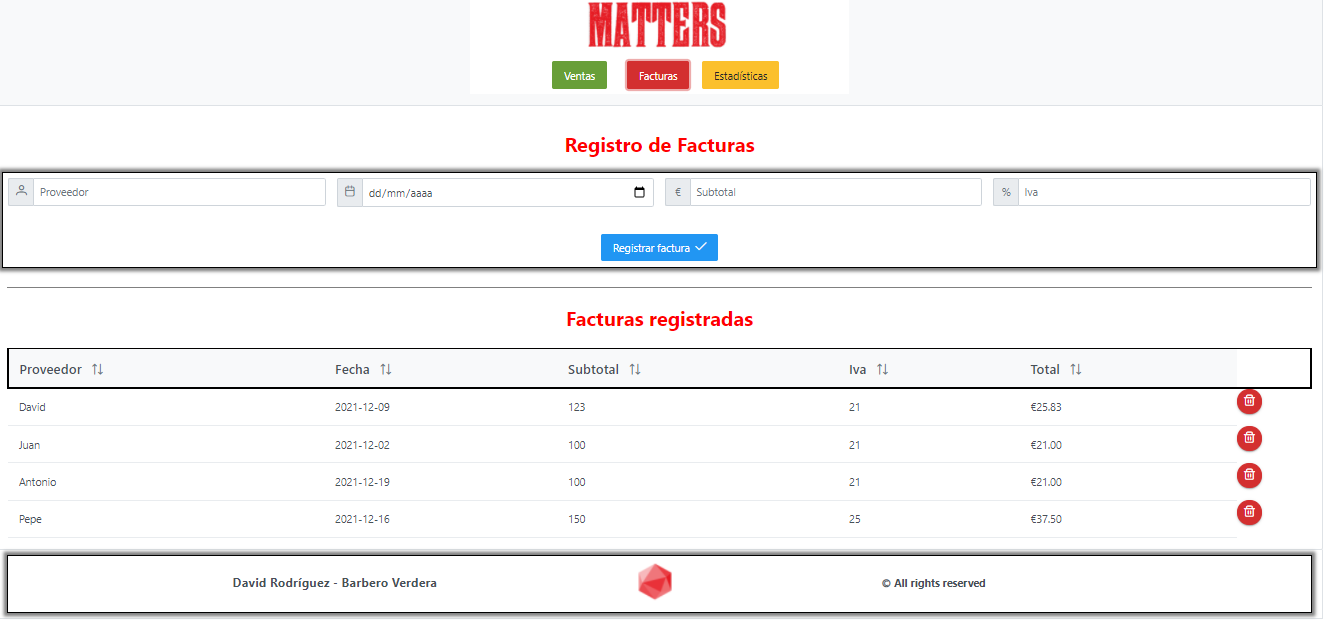 MATTERS
Ventas Facturas Estadísticas
Registro de Facturas
Proveedor dd/mm/aaaa € Subtotal % Iva
Registrar factura
Facturas registradas
Proveedor Fecha Subtotal Iva Total
David 2021-12-09 123 21 €25.83
Juan 2021-12-02 100 21 €21.00
Antonio 2021-12-19 100 21 €21.00
Pepe 2021-12-16 150 25 €37.50
David Rodríguez - Barbero Verdera © All rights reserved